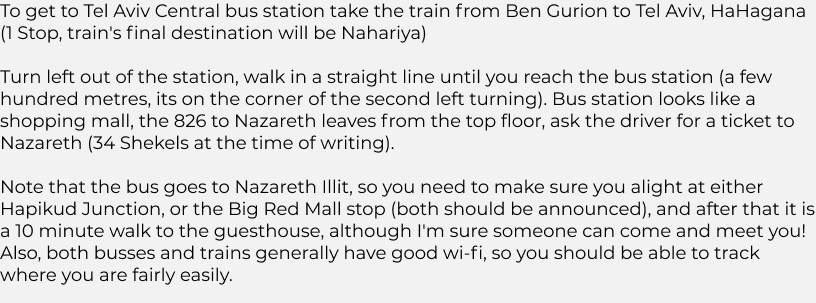 To get to Tel Aviv Central bus station take the train from Ben Gurion to Tel Aviv, HaHagana
(1 Stop, train's final destination will be Nahariya)
Turn left out of the station, walk in a straight line until you reach the bus station (a few
hundred metres, its on the corner of the second left turning). Bus station looks like a
shopping mall, the 826 to Nazareth leaves from the top floor, ask the driver for a ticket to
Nazareth (34 Shekels at the time of writing).
Note that the bus goes to Nazareth Illit, so you need to make sure you alight at either
Hapikud Junction, or the Big Red Mall stop (both should be announced), and after that it is
a 10 minute walk to the guesthouse, although I'm sure someone can come and meet you!
Also, both busses and trains generally have good wi-fi, so you should be able to track
where you are fairly easily.